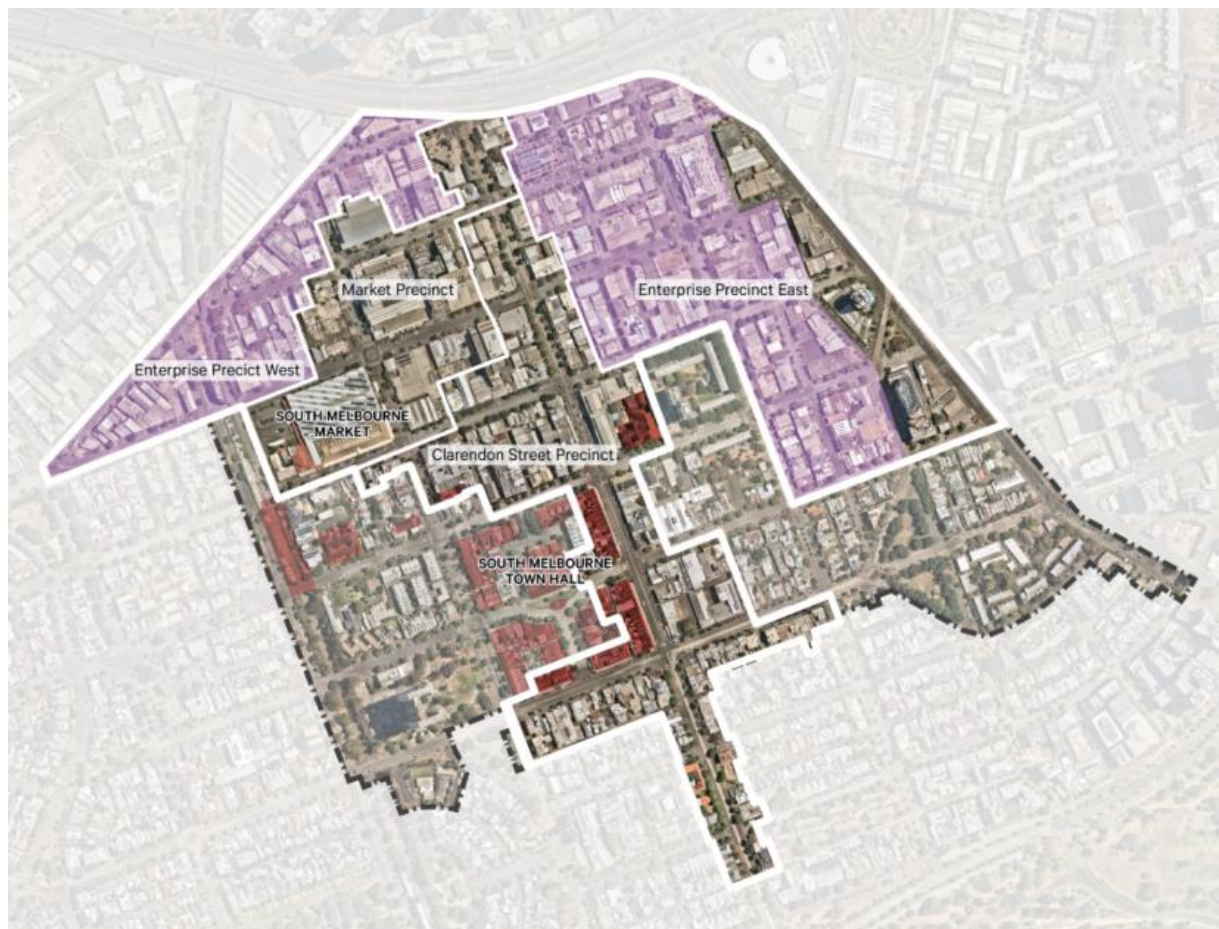 Market Precinct
Enterprise Precinct East
Enterprise Precict West
SOUTH MELBOURNE
MARKET
Clarendon Street Precinct
SOUTH MELBOURNE
TOWN HALL